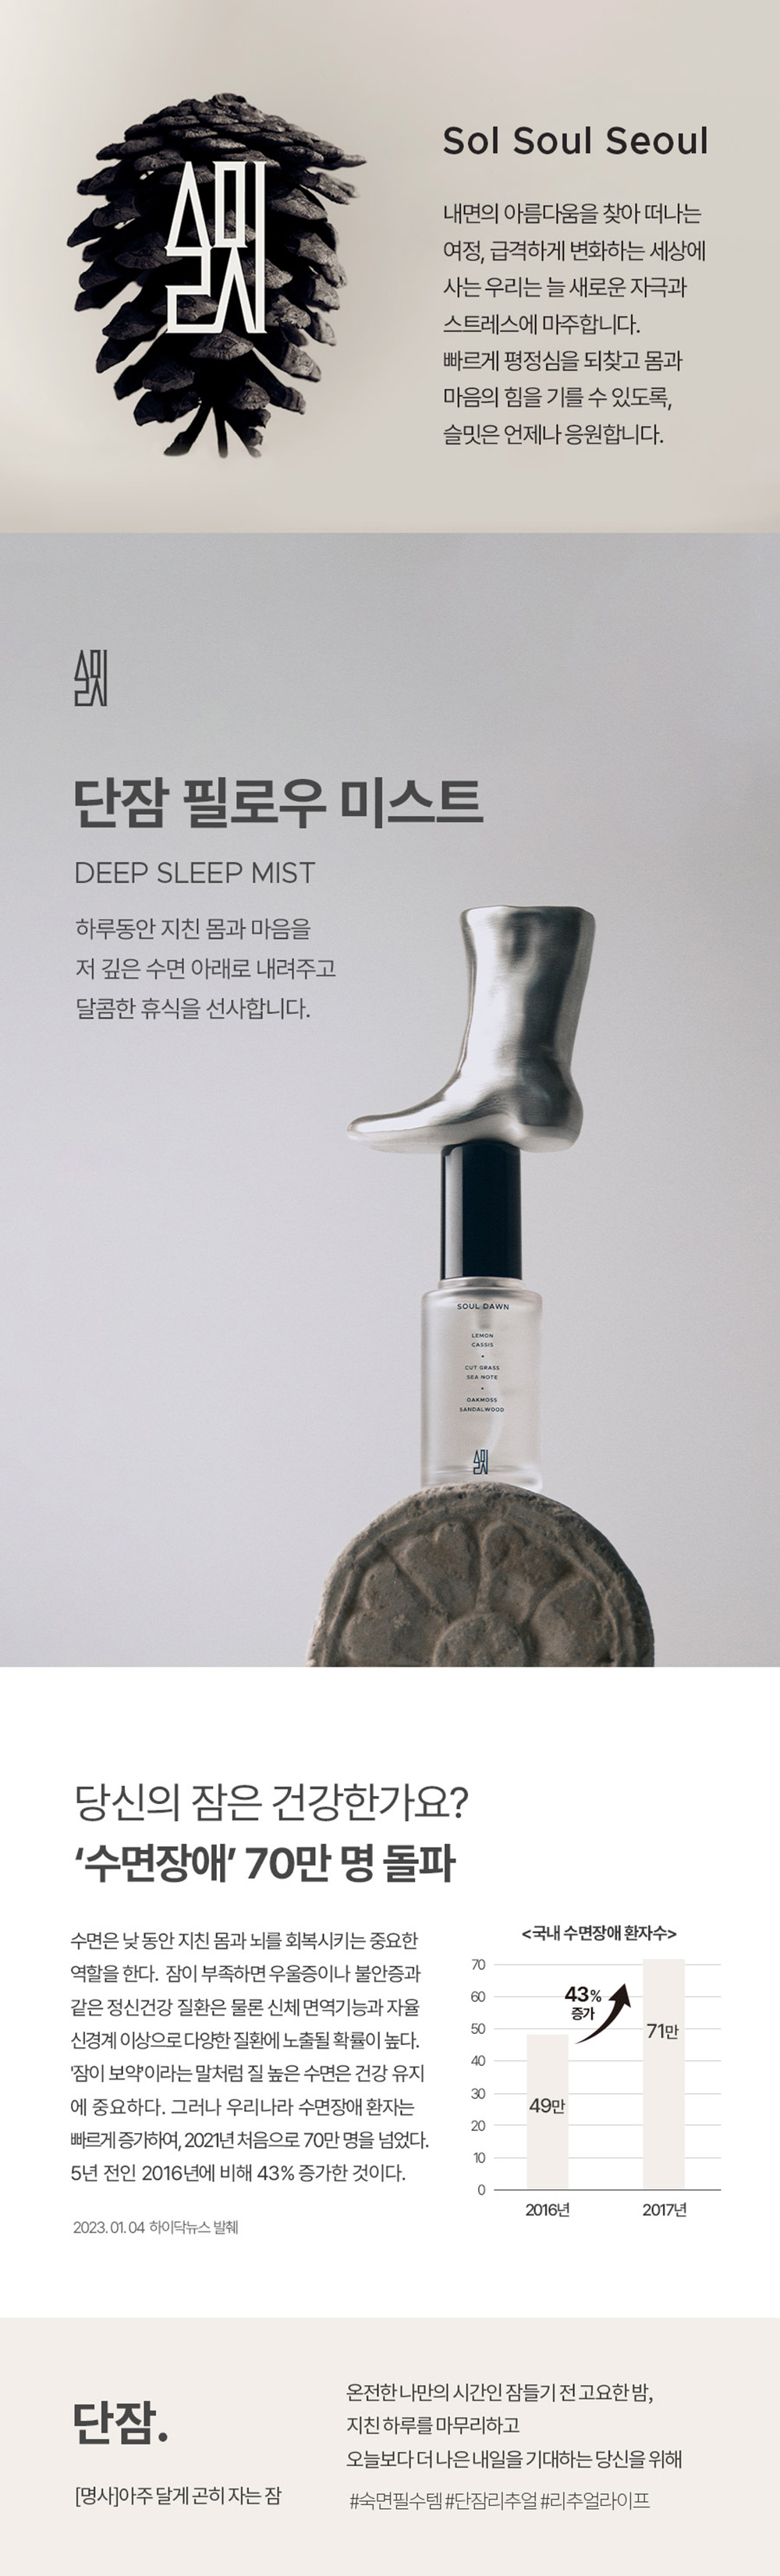 슬밋
Sol Soul Seoul
내면의 아름다움을 찾아 떠나는
여정, 급격하게 변화하는 세상에
사는 우리는 늘 새로운 자극과
스트레스에 마주합니다.
빠르게 평정심을 되찾고 몸과
마음의 힘을 기를 수 있도록,
슬밋은 언제나 응원합니다.
슬밋
단잠 필로우 미스트
DEEP SLEEP MIST
하루동안 지친 몸과 마음을
저 깊은 수면 아래로 내려주고
달콤한 휴식을 선사합니다.
SOUL DAWN
LEMON
CASSIS
•
CUT GRASS
SEA NOTE
•
OAKMOSS
SANDALWOOD
슬밋
당신의 잠은 건강한가요?
‘수면장애’ 70만 명 돌파
수면은 낮 동안 지친 몸과 뇌를 회복시키는 중요한
역할을 한다. 잠이 부족하면 우울증이나 불안증과
같은 정신건강 질환은 물론 신체 면역기능과 자율
신경계 이상으로 다양한 질환에 노출될 확률이 높다.
'잠이 보약'이라는 말처럼 질 높은 수면은 건강 유지
에 중요하다. 그러나 우리나라 수면장애 환자는
빠르게 증가하여, 2021년 처음으로 70만 명을 넘었다.
5년 전인 2016년에 비해 43% 증가한 것이다.
2023. 01. 04 하이닥뉴스 발췌
<국내 수면장애 환자수>
70
60
50
40
30
20
10
0
43%
증가
49만
71만
2016년
2017년
단잠.
[명사]아주 달게 곤히 자는 잠
온전한 나만의 시간인 잠들기 전 고요한 밤,
지친 하루를 마무리하고
오늘보다 더 나은 내일을 기대하는 당신을 위해
#숙면필수템 #단잠리추얼 #리추얼라이프